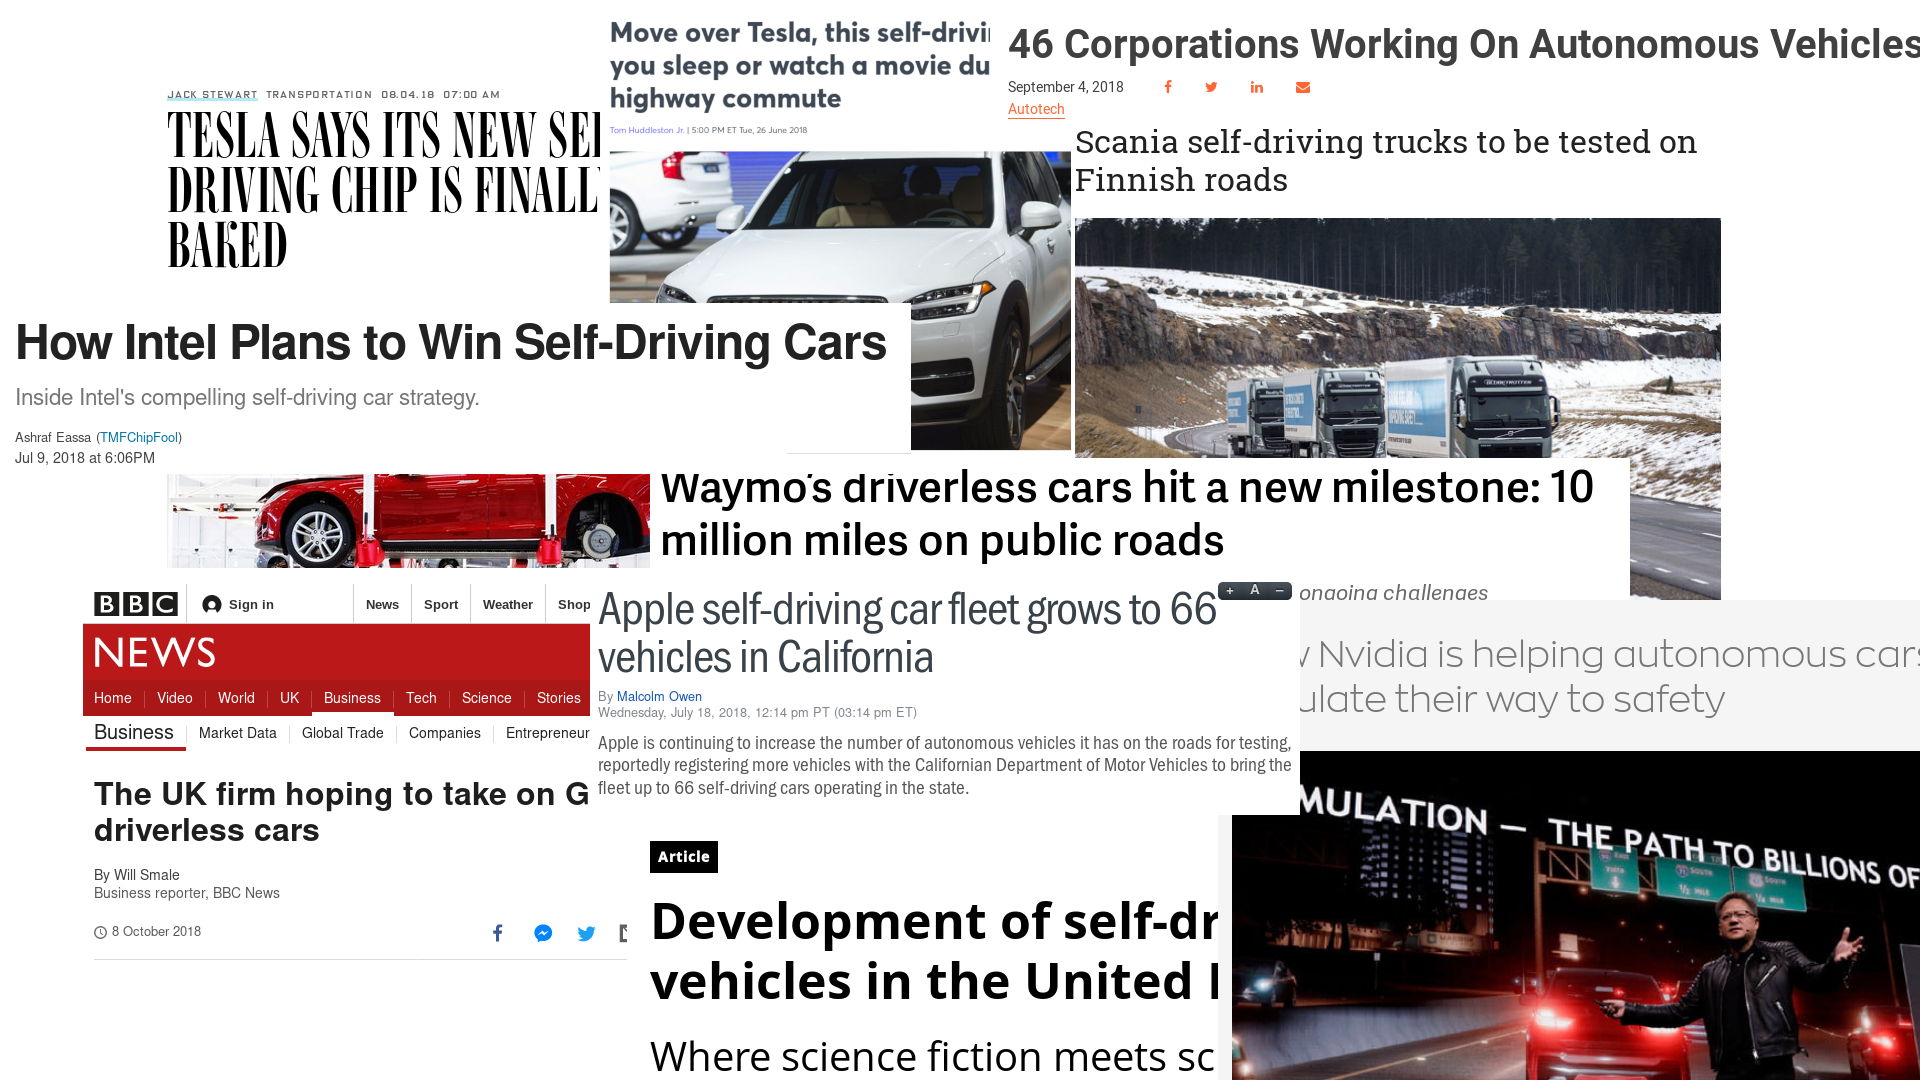 JACK STEWART TRANSPORTATION 08.04.18 07:00 AM
TESLA SAYS ITS NEW SEL
DRIVING CHIP IS FINALL
BAKED
Move over Tesla, this self-drivi
you sleep or watch a movie du
highway commute
Tom Huddleston Jr. | 5:00 PM ET Tue, 26 June 2018
46 Corporations Working On Autonomous Vehicles
September 4, 2018
Autotech
Scania self-driving trucks to be tested on
Finnish roads
How Intel Plans to Win Self-Driving Cars
Inside Intel's compelling self-driving car strategy.
Ashraf Eassa (TMFChipFool)
Jul 9, 2018 at 6:06PM
Waymo's driverless cars hit a new milestone: 10
million miles on public roads
ongoing challenges
BBC Sign in News Sport Weather Shop
NEWS
Home Video World UK Business Tech Science Stories
Business Market Data Global Trade Companies Entrepreneur
The UK firm hoping to take on G
driverless cars
By Will Smale
Business reporter, BBC News
8 October 2018
+ A –
Apple self-driving car fleet grows to 66
vehicles in California
By Malcolm Owen
Wednesday, July 18, 2018, 12:14 pm PT (03:14 pm ET)
Apple is continuing to increase the number of autonomous vehicles it has on the roads for testing,
reportedly registering more vehicles with the Californian Department of Motor Vehicles to bring the
fleet up to 66 self-driving cars operating in the state.
w Nvidia is helping autonomous cars
ulate their way to safety
MULATION — THE PATH TO BILLIONS OF
Article
Development of self-dr
vehicles in the United
Where science fiction meets sc